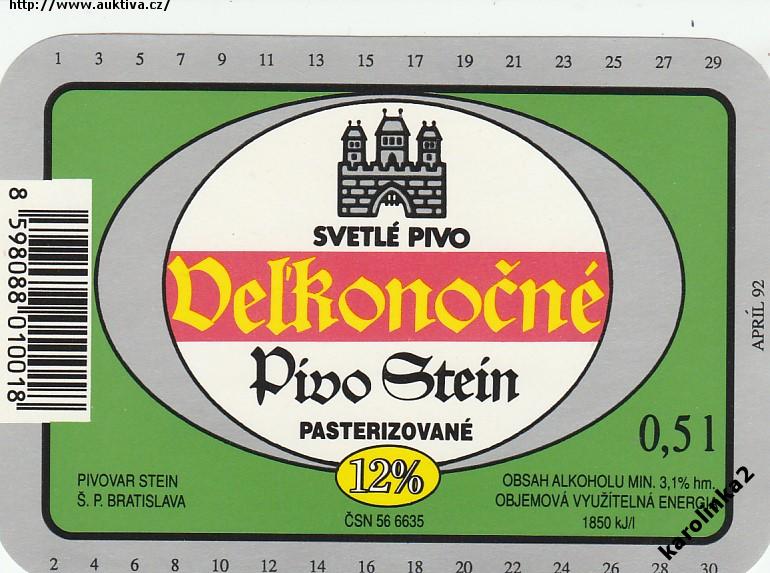 http://www.auktiva.cz/
1 3 5 7 9 11 13 15 17 19 21 23 25 27 29
SVETLÉ PIVO
Veľkonočné
Pivo Stein
PASTERIZOVANÉ
12%
0,5 l
PIVOVAR STEIN
Š. P. BRATISLAVA
ČSN 56 6635
OBSAH ALKOHOLU MIN. 3,1% hm.
OBJEMOVÁ VYUŽÍTELNÁ ENERGIA
1850 kJ/l
APRÍL 92
8 598088 010018
karolinka2
2 4 6 8 10 12 14 16 18 20 22 24 26 28 30